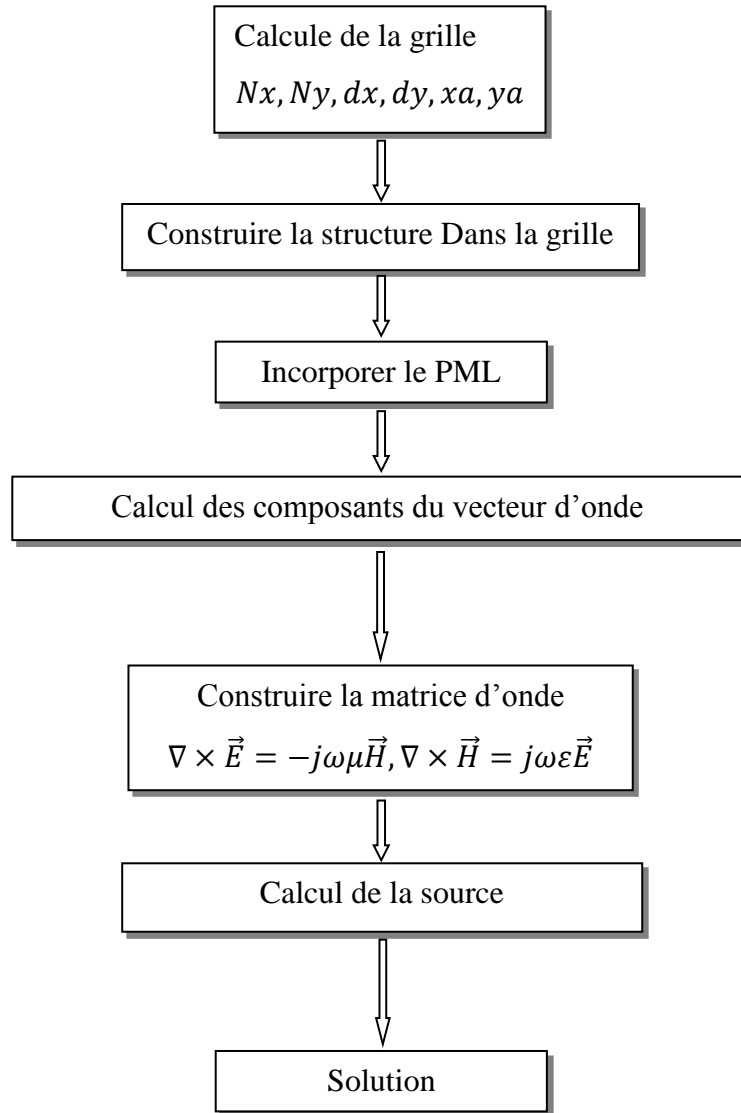 Calcule de la grille
Nx, Ny, dx, dy, xa, ya
Construire la structure Dans la grille
Incorporer le PML
Calcul des composants du vecteur d’onde
Construire la matrice d’onde
∇ × E⃗ = −jωμH⃗, ∇ × H⃗ = jωεE⃗
Calcul de la source
Solution